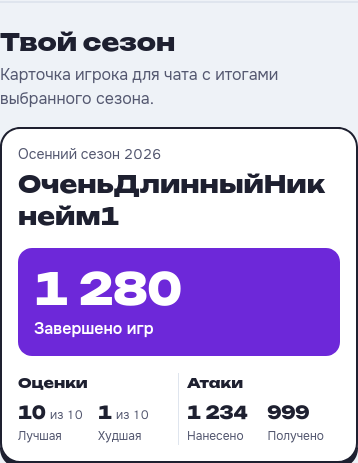 Твой сезон
Карточка игрока для чата с итогами
выбранного сезона.
Осенний сезон 2026
ОченьДлинныйНик
нейм1
1 280
Завершено игр
Оценки
10 из 10 1 из 10
Лучшая Худшая
Атаки
1 234 999
Нанесено Получено